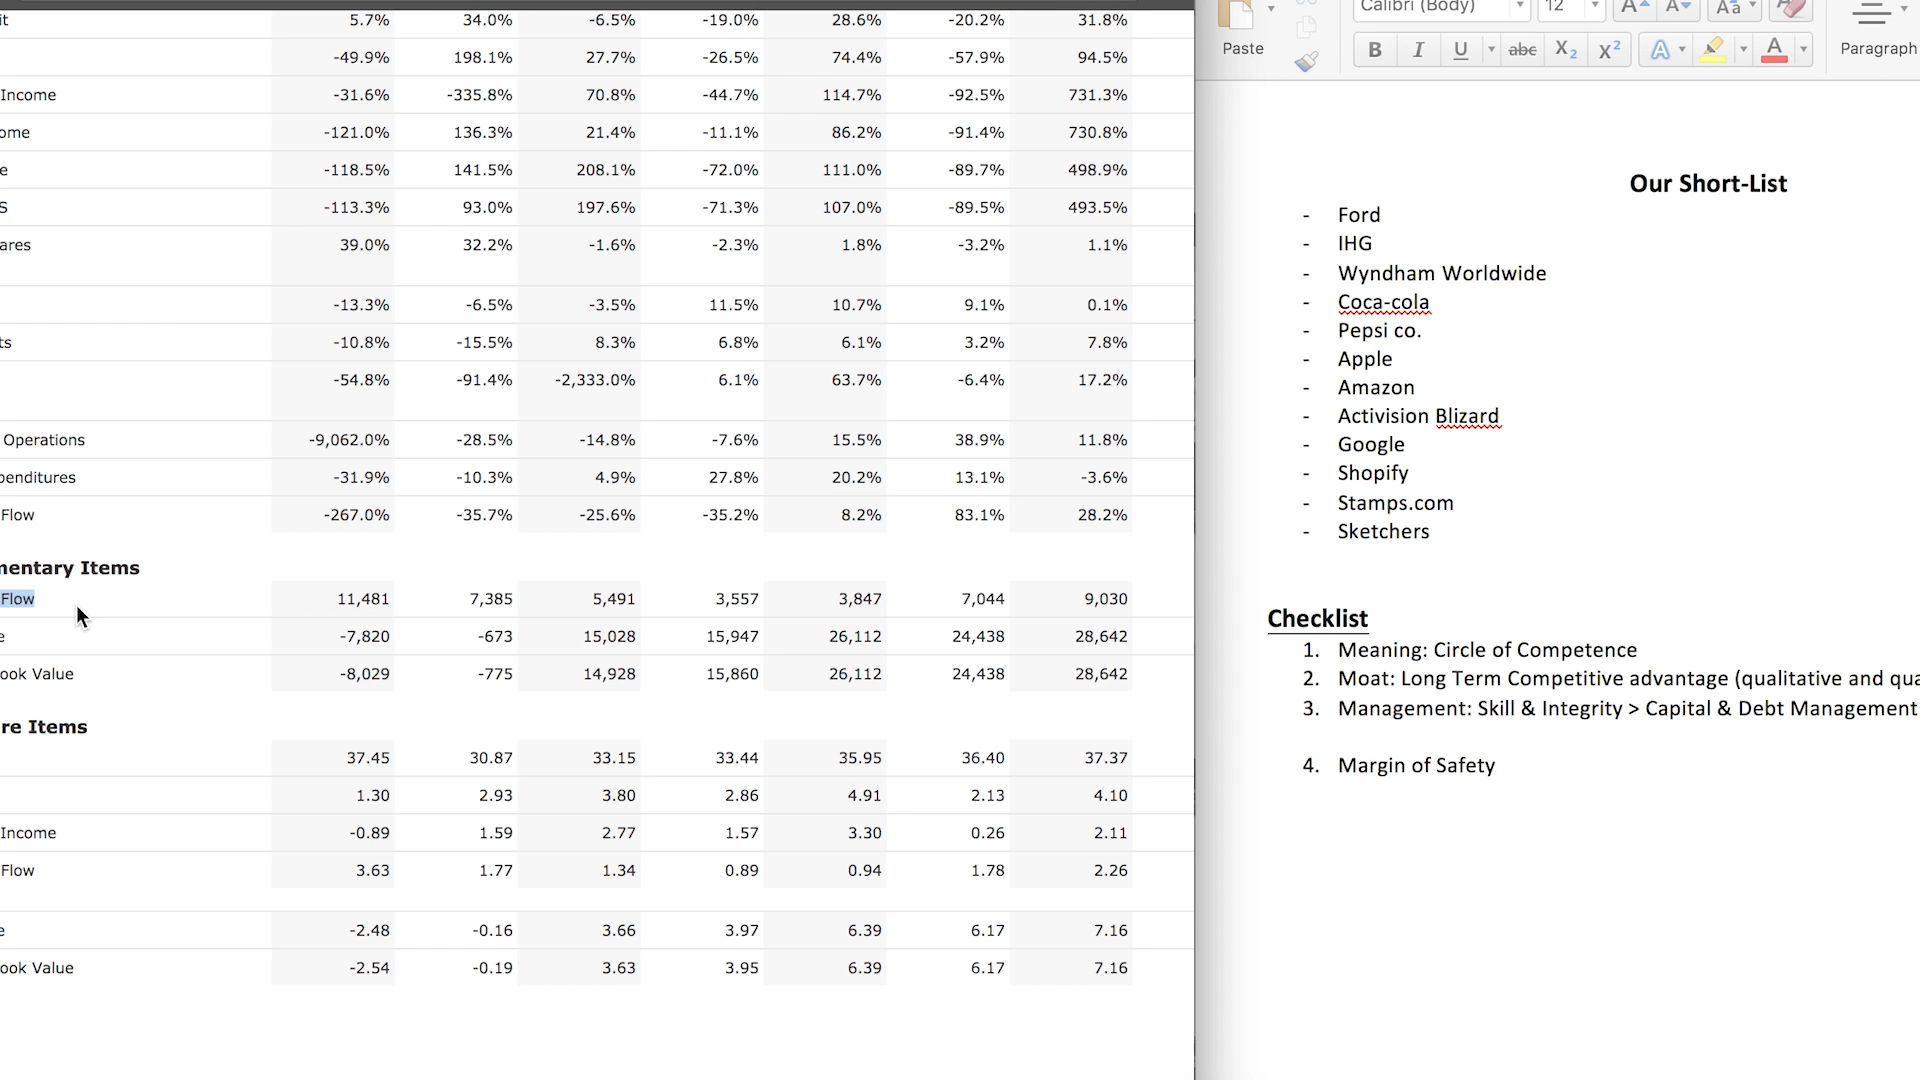 it 5.7% 34.0% -6.5% -19.0% 28.6% -20.2% 31.8%
-49.9% 198.1% 27.7% -26.5% 74.4% -57.9% 94.5%
Income -31.6% -335.8% 70.8% -44.7% 114.7% -92.5% 731.3%
ome -121.0% 136.3% 21.4% -11.1% 86.2% -91.4% 730.8%
e -118.5% 141.5% 208.1% -72.0% 111.0% -89.7% 498.9%
S -113.3% 93.0% 197.6% -71.3% 107.0% -89.5% 493.5%
ares 39.0% 32.2% -1.6% -2.3% 1.8% -3.2% 1.1%
-13.3% -6.5% -3.5% 11.5% 10.7% 9.1% 0.1%
ts -10.8% -15.5% 8.3% 6.8% 6.1% 3.2% 7.8%
-54.8% -91.4% -2,333.0% 6.1% 63.7% -6.4% 17.2%
Operations -9,062.0% -28.5% -14.8% -7.6% 15.5% 38.9% 11.8%
penditures -31.9% -10.3% 4.9% 27.8% 20.2% 13.1% -3.6%
Flow -267.0% -35.7% -25.6% -35.2% 8.2% 83.1% 28.2%
mentary Items
Flow 11,481 7,385 5,491 3,557 3,847 7,044 9,030
e -7,820 -673 15,028 15,947 26,112 24,438 28,642
ook Value -8,029 -775 14,928 15,860 26,112 24,438 28,642
re Items
37.45 30.87 33.15 33.44 35.95 36.40 37.37
1.30 2.93 3.80 2.86 4.91 2.13 4.10
Income -0.89 1.59 2.77 1.57 3.30 0.26 2.11
Flow 3.63 1.77 1.34 0.89 0.94 1.78 2.26
e -2.48 -0.16 3.66 3.97 6.39 6.17 7.16
ook Value -2.54 -0.19 3.63 3.95 6.39 6.17 7.16
Calibri (Body) 12 A A Aa
Paste B I U abc X2 X2 A A Paragraph
Our Short-List
- Ford
- IHG
- Wyndham Worldwide
- Coca-cola
- Pepsi co.
- Apple
- Amazon
- Activision Blizard
- Google
- Shopify
- Stamps.com
- Sketchers
Checklist
1. Meaning: Circle of Competence
2. Moat: Long Term Competitive advantage (qualitative and qua
3. Management: Skill & Integrity > Capital & Debt Management
4. Margin of Safety